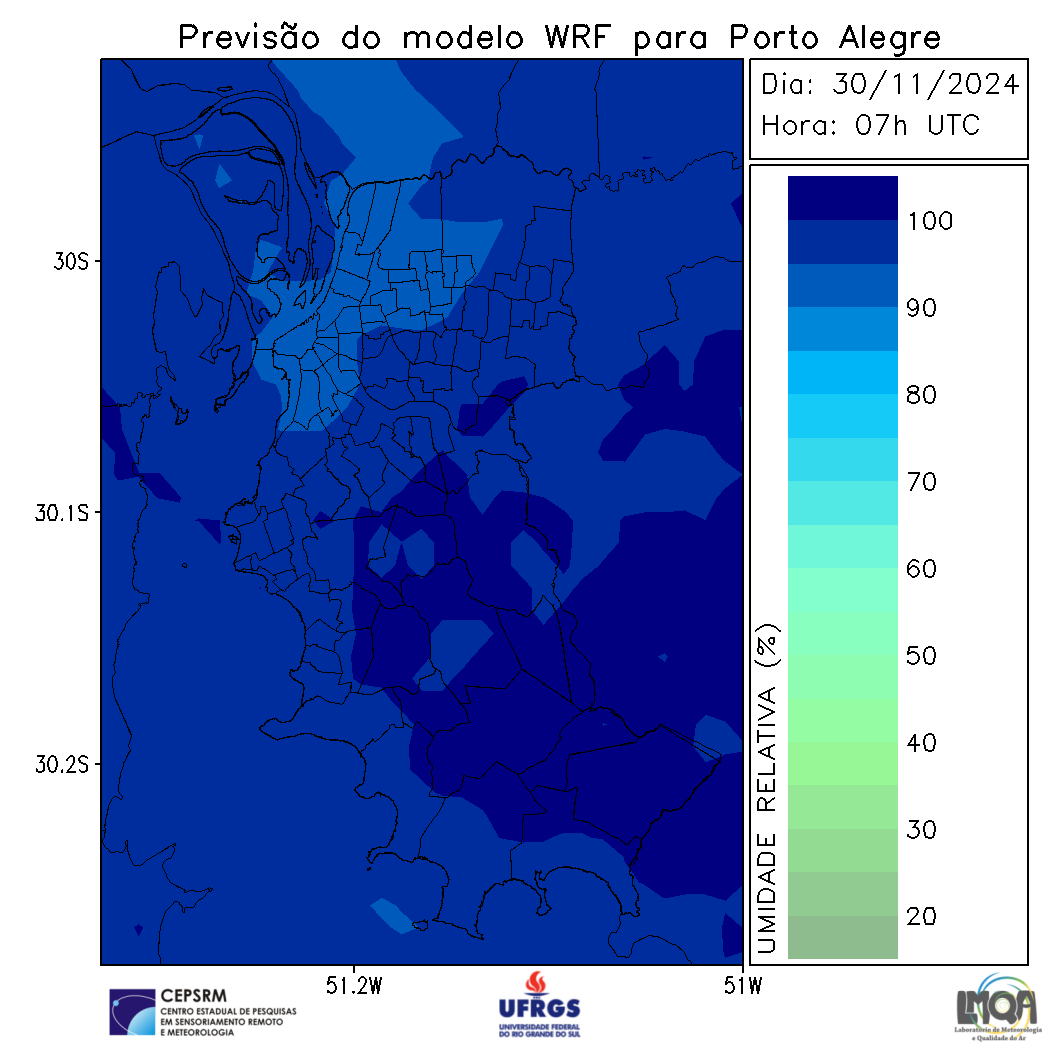 Previsão do modelo WRF para Porto Alegre
Dia: 30/11/2024
Hora: 07h UTC
30S
30.1S
30.2S
51.2W
51W
UMIDADE RELATIVA (%)
100
90
80
70
60
50
40
30
20
CEPSRM
CENTRO ESTADUAL DE PESQUISAS
EM SENSORIAMENTO REMOTO
E METEOROLOGIA
UFRGS
UNIVERSIDADE FEDERAL
DO RIO GRANDE DO SUL
LMQA
Laboratório de Meteorologia
e Qualidade do Ar